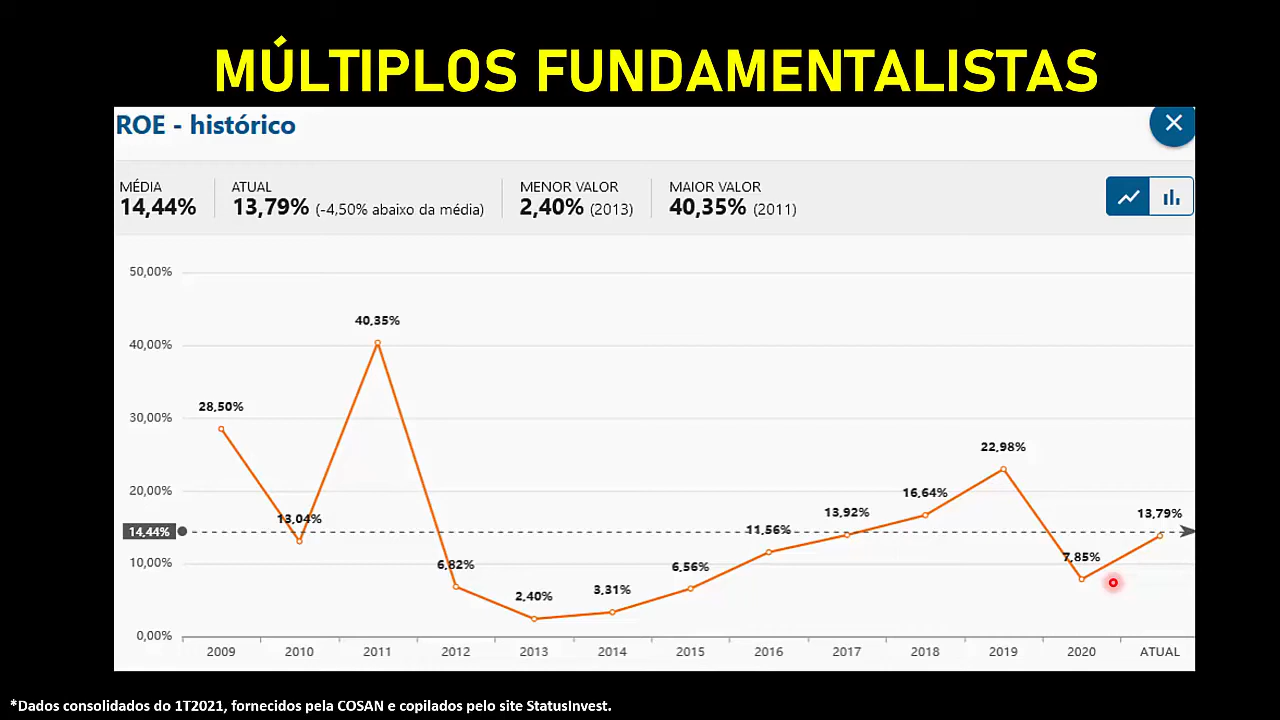 MÚLTIPLOS FUNDAMENTALISTAS
ROE - histórico
MÉDIA
14,44%
ATUAL
13,79% (-4,50% abaixo da média)
MENOR VALOR
2,40% (2013)
MAIOR VALOR
40,35% (2011)
50,00%
40,00%
30,00%
20,00%
14,44%
10,00%
0,00%
28,50%
13,04%
40,35%
6,82%
2,40%
3,31%
6,56%
11,56%
13,92%
16,64%
22,98%
7,85%
13,79%
2009 2010 2011 2012 2013 2014 2015 2016 2017 2018 2019 2020 ATUAL
*Dados consolidados do 1T2021, fornecidos pela COSAN e copilados pelo site StatusInvest.